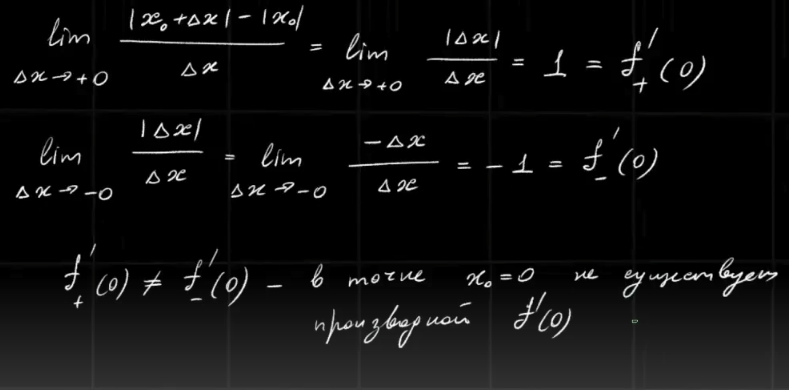 lim_{Δx→+0} (|x₀+Δx| - |x₀|)/Δx = lim_{Δx→+0} |Δx|/Δx = 1 = f'₊(0)
lim_{Δx→-0} |Δx|/Δx = lim_{Δx→-0} -Δx/Δx = -1 = f'₋(0)
f'₊(0) ≠ f'₋(0) - в точке x₀=0 не существует
производной f'(0)